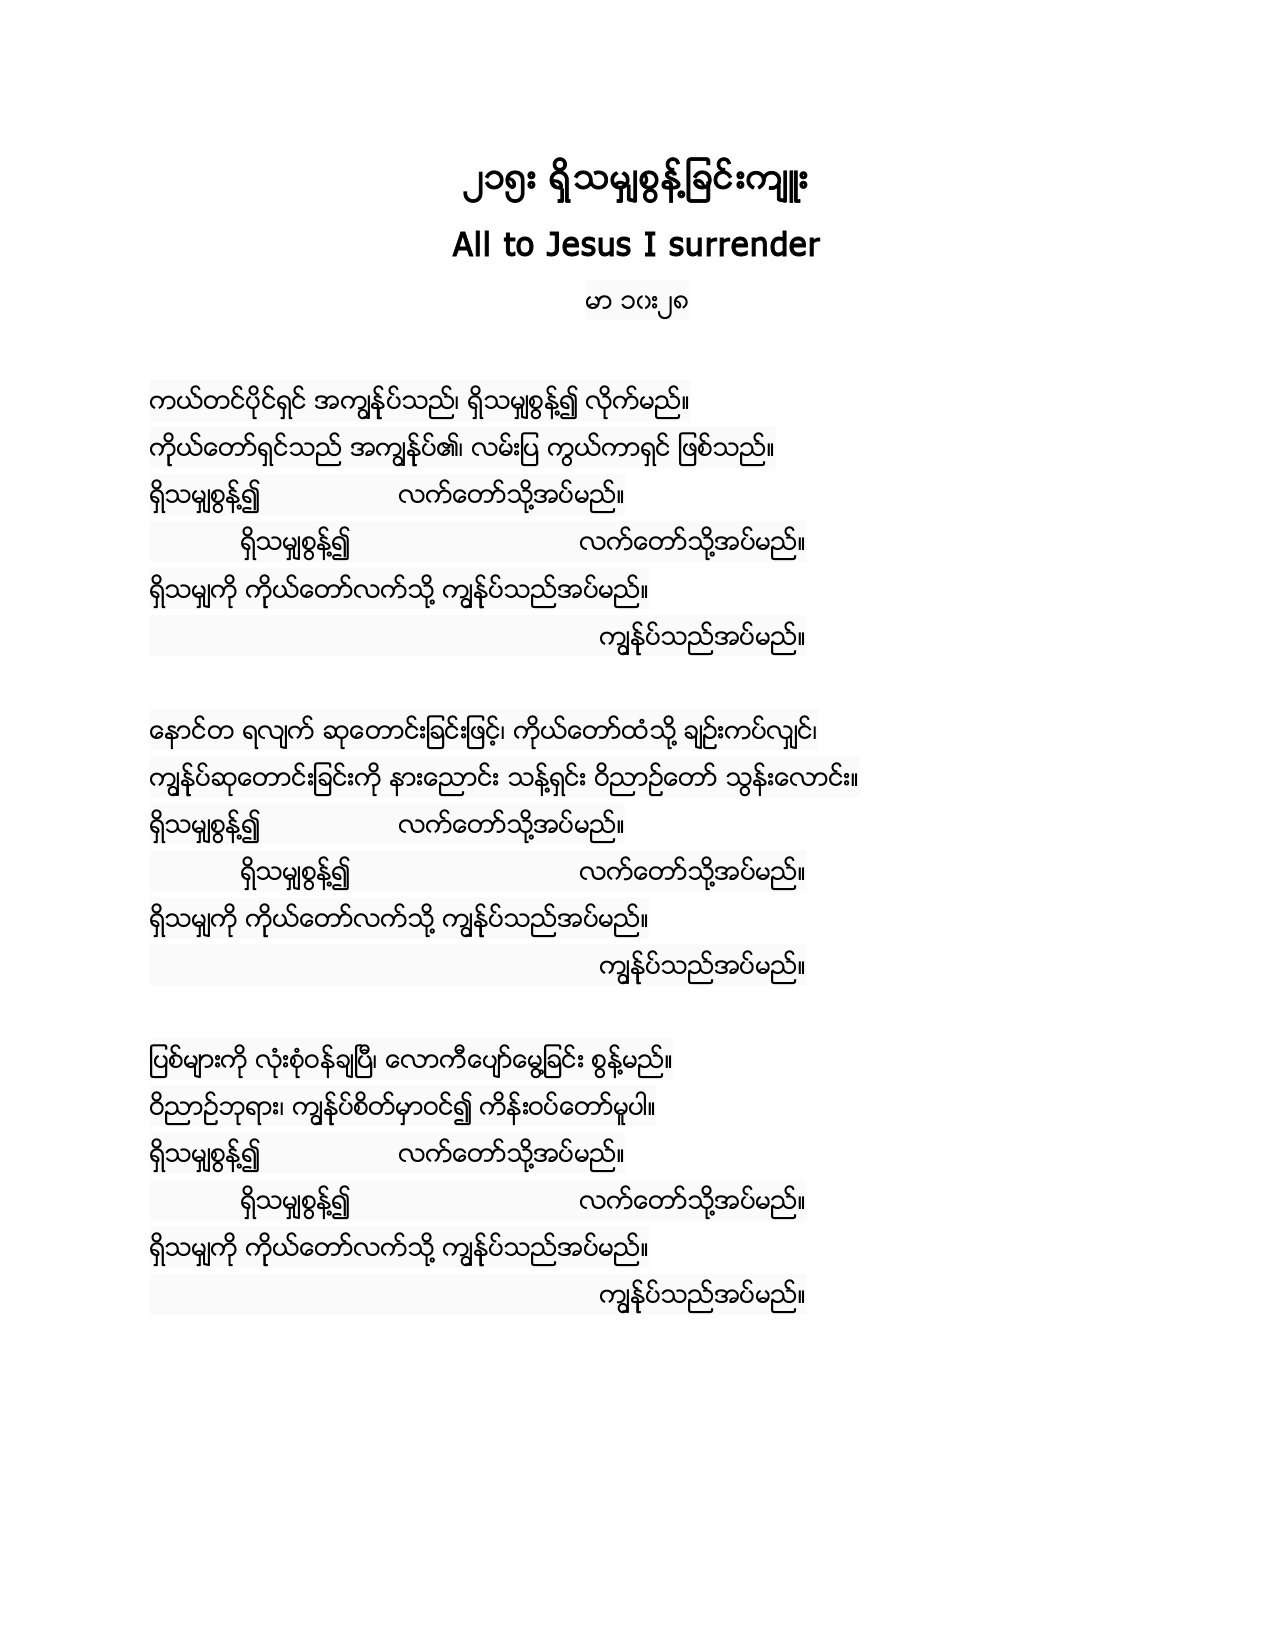 ၂၁၅း ရှိသမျှစွန့်ခြင်းကျူး
All to Jesus I surrender
မာ ၁၀း၂၈
ကယ်တင်ပိုင်ရှင် အကျွန်ုပ်သည်၊ ရှိသမျှစွန့်၍ လိုက်မည်။
ကိုယ်တော်ရှင်သည် အကျွန်ုပ်၏၊ လမ်းပြ ကွယ်ကာရှင် ဖြစ်သည်။
ရှိသမျှစွန့်၍ လက်တော်သို့အပ်မည်။
ရှိသမျှစွန့်၍ လက်တော်သို့အပ်မည်။
ရှိသမျှကို ကိုယ်တော်လက်သို့ ကျွန်ုပ်သည်အပ်မည်။
ကျွန်ုပ်သည်အပ်မည်။
နောင်တ ရလျက် ဆုတောင်းခြင်းဖြင့်၊ ကိုယ်တော်ထံသို့ ချဉ်းကပ်လျှင်၊
ကျွန်ုပ်ဆုတောင်းခြင်းကို နားညောင်း သန့်ရှင်း ဝိညာဉ်တော် သွန်းလောင်း။
ရှိသမျှစွန့်၍ လက်တော်သို့အပ်မည်။
ရှိသမျှစွန့်၍ လက်တော်သို့အပ်မည်။
ရှိသမျှကို ကိုယ်တော်လက်သို့ ကျွန်ုပ်သည်အပ်မည်။
ကျွန်ုပ်သည်အပ်မည်။
ပြစ်များကို လုံးစုံဝန်ချပြီ၊ လောကီပျော်မွေ့ခြင်း စွန့်မည်။
ဝိညာဉ်ဘုရား၊ ကျွန်ုပ်စိတ်မှာဝင်၍ ကိန်းဝပ်တော်မူပါ။
ရှိသမျှစွန့်၍ လက်တော်သို့အပ်မည်။
ရှိသမျှစွန့်၍ လက်တော်သို့အပ်မည်။
ရှိသမျှကို ကိုယ်တော်လက်သို့ ကျွန်ုပ်သည်အပ်မည်။
ကျွန်ုပ်သည်အပ်မည်။